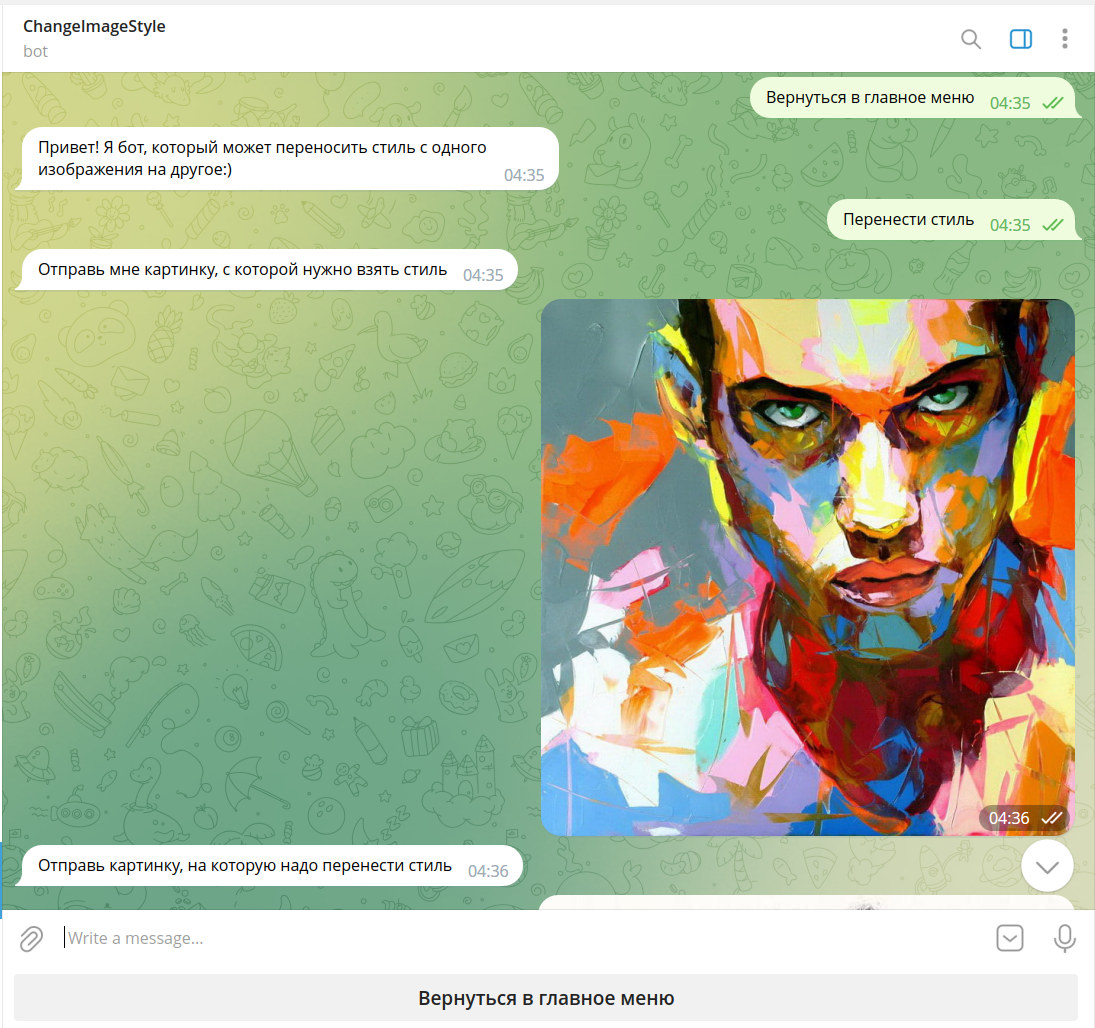 ChangeImageStyle
bot
Вернуться в главное меню 04:35
Привет! Я бот, который может переносить стиль с одного
изображения на другое:) 04:35
Перенести стиль 04:35
Отправь мне картинку, с которой нужно взять стиль 04:35
04:36
Отправь картинку, на которую надо перенести стиль 04:36
Write a message...
Вернуться в главное меню